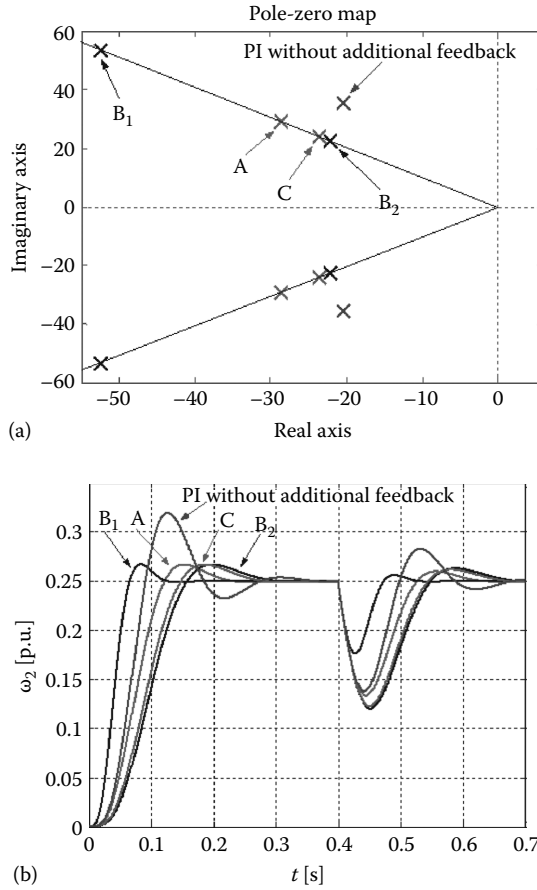 Pole-zero map
60
40
20
0
−20
−40
−60
Imaginary axis
PI without additional feedback
B1
A
C
B2
−50
−40
−30
−20
−10
0
Real axis
(a)
PI without additional feedback
B1
A
C
B2
0.3
0.25
0.2
0.15
0.1
0.05
0
ω2 [p.u.]
0
0.1
0.2
0.3
0.4
0.5
0.6
0.7
t [s]
(b)